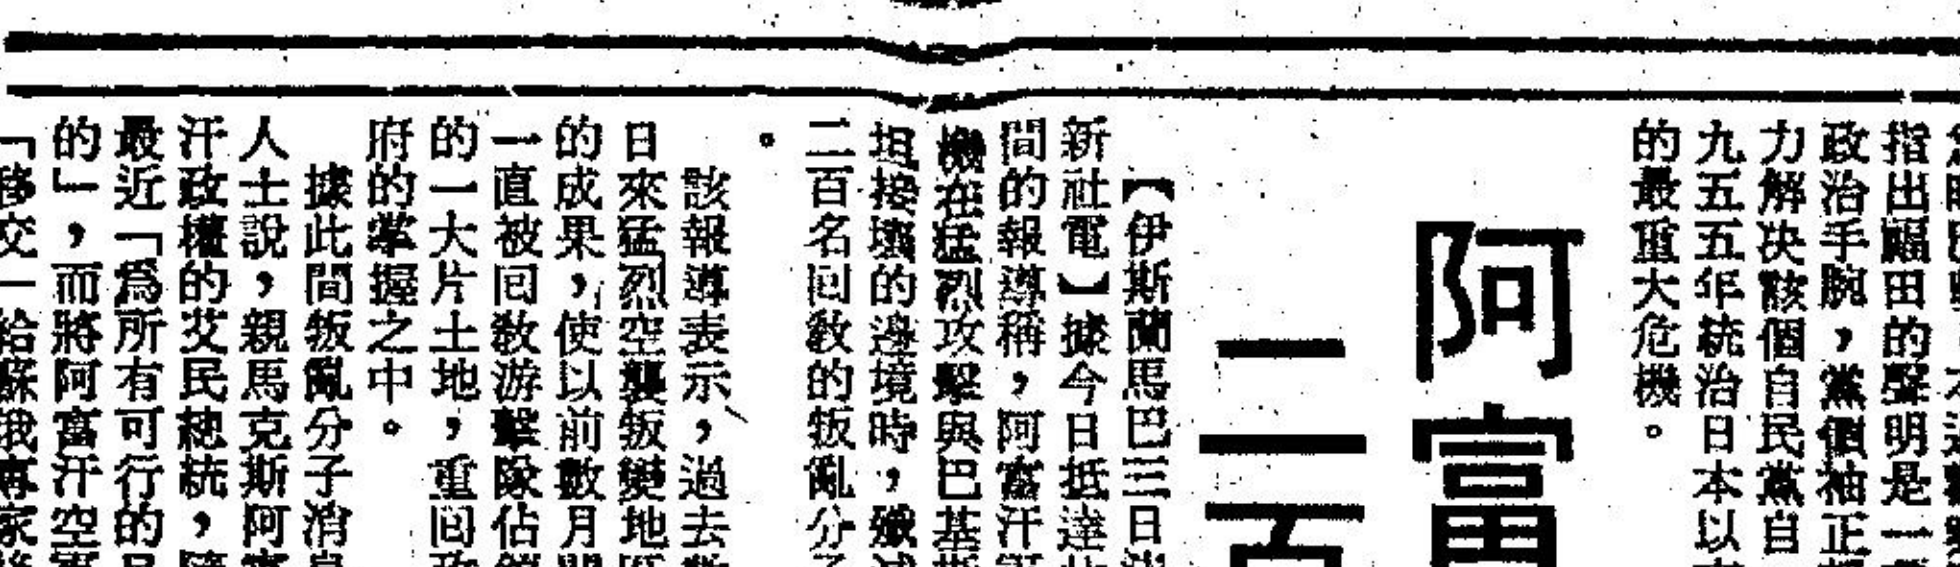 指出福田的聲明是一
政治手腕，黨領袖正
力解决該個自民黨自
九五五年統治日本以
的最重大危機。
阿富
二百
【伊斯蘭馬巴三日
新社電】據今日抵達
間的報導稱，阿富汗
機在猛烈攻擊與巴基斯
坦接壤的邊境時，殲滅
二百名回敎的叛亂分子
。
該報導表示，過去數
日來猛烈空襲叛變地區
的成果，使以前數月間
一直被回敎游擊隊佔領
的一大片土地，重回政
府的掌握之中。
據此間叛亂分子消息
人士說，親馬克斯阿富
汗政權的艾民總統，隨
最近「爲所有可行的目
的」，而將阿富汗空軍
「移交」給蘇俄專家